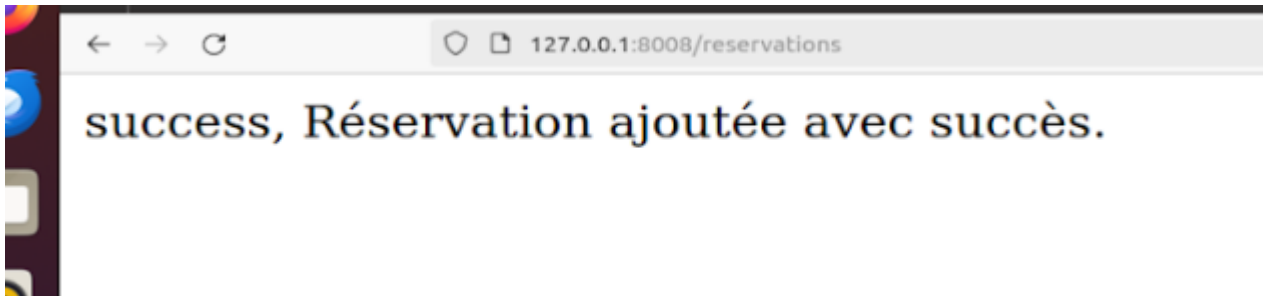 127.0.0.1:8008/reservations
success, Réservation ajoutée avec succès.